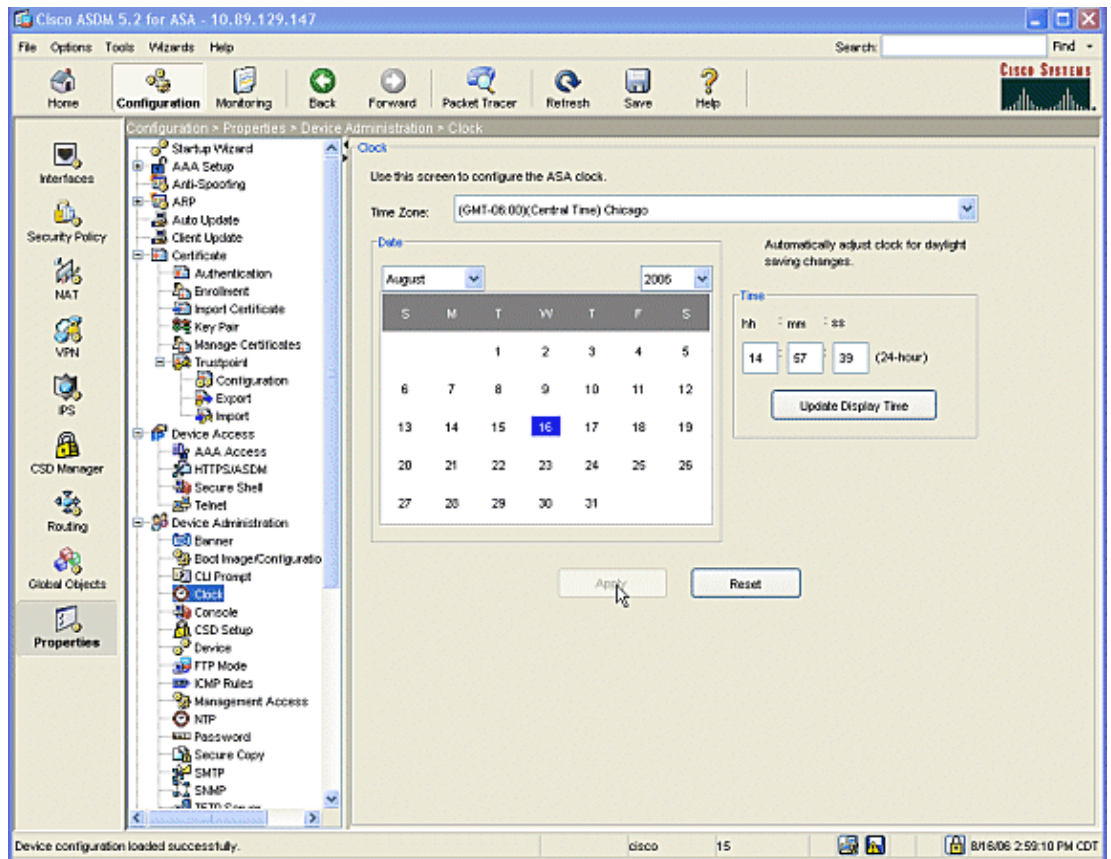 Cisco ASDM 5.2 for ASA - 10.89.129.147
File Options Tools Wizards Help Search: Find
Home Configuration Monitoring Back Forward Packet Tracer Refresh Save Help
CISCO SYSTEMS
Configuration > Properties > Device Administration > Clock
Interfaces
Security Policy
NAT
VPN
IPS
CSD Manager
Routing
Global Objects
Properties
Startup Wizard
AAA Setup
Anti-Spoofing
ARP
Auto Update
Client Update
Certificate
Authentication
Enrollment
Import Certificate
Key Pair
Manage Certificates
Trustpoint
Configuration
Export
Import
Device Access
AAA Access
HTTPS/ASDM
Secure Shell
Telnet
Device Administration
Banner
Boot Image/Configuratio
CLI Prompt
Clock
Console
CSD Setup
Device
FTP Mode
ICMP Rules
Management Access
NTP
Password
Secure Copy
SMTP
SNMP
TFTP Server
Clock
Use this screen to configure the ASA clock.
Time Zone: (GMT-06:00)(Central Time) Chicago
Date
August 2006
S M T W T F S
1 2 3 4 5
6 7 8 9 10 11 12
13 14 15 16 17 18 19
20 21 22 23 24 25 26
27 28 29 30 31
Automatically adjust clock for daylight
saving changes.
Time
hh : mm : ss
14 : 57 : 39 (24-hour)
Update Display Time
Apply Reset
Device configuration loaded successfully. cisco 15 8/16/06 2:59:10 PM CDT